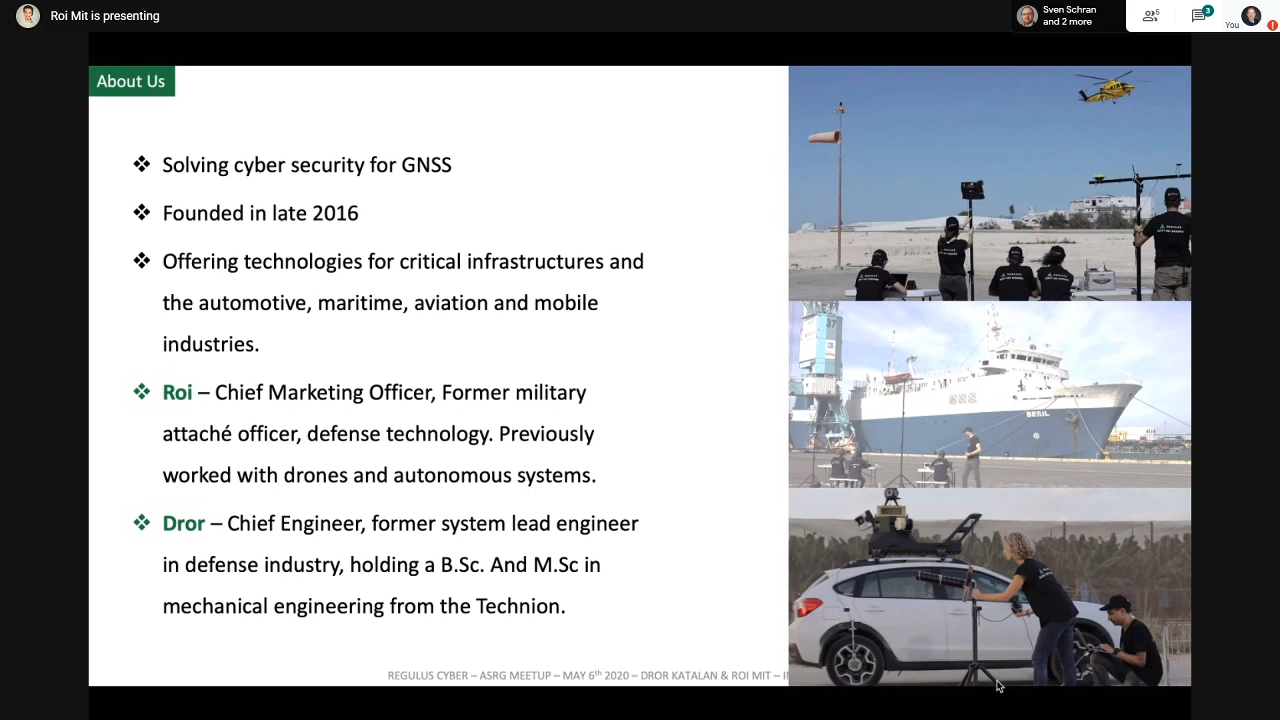 Roi Mit is presenting
Sven Schran
and 2 more
5
3
You
About Us
Solving cyber security for GNSS
Founded in late 2016
Offering technologies for critical infrastructures and
the automotive, maritime, aviation and mobile
industries.
Roi – Chief Marketing Officer, Former military
attaché officer, defense technology. Previously
worked with drones and autonomous systems.
Dror – Chief Engineer, former system lead engineer
in defense industry, holding a B.Sc. And M.Sc in
mechanical engineering from the Technion.
REGULUS CYBER – ASRG MEETUP – MAY 6th 2020 – DROR KATALAN & ROI MIT –
37
BERIL